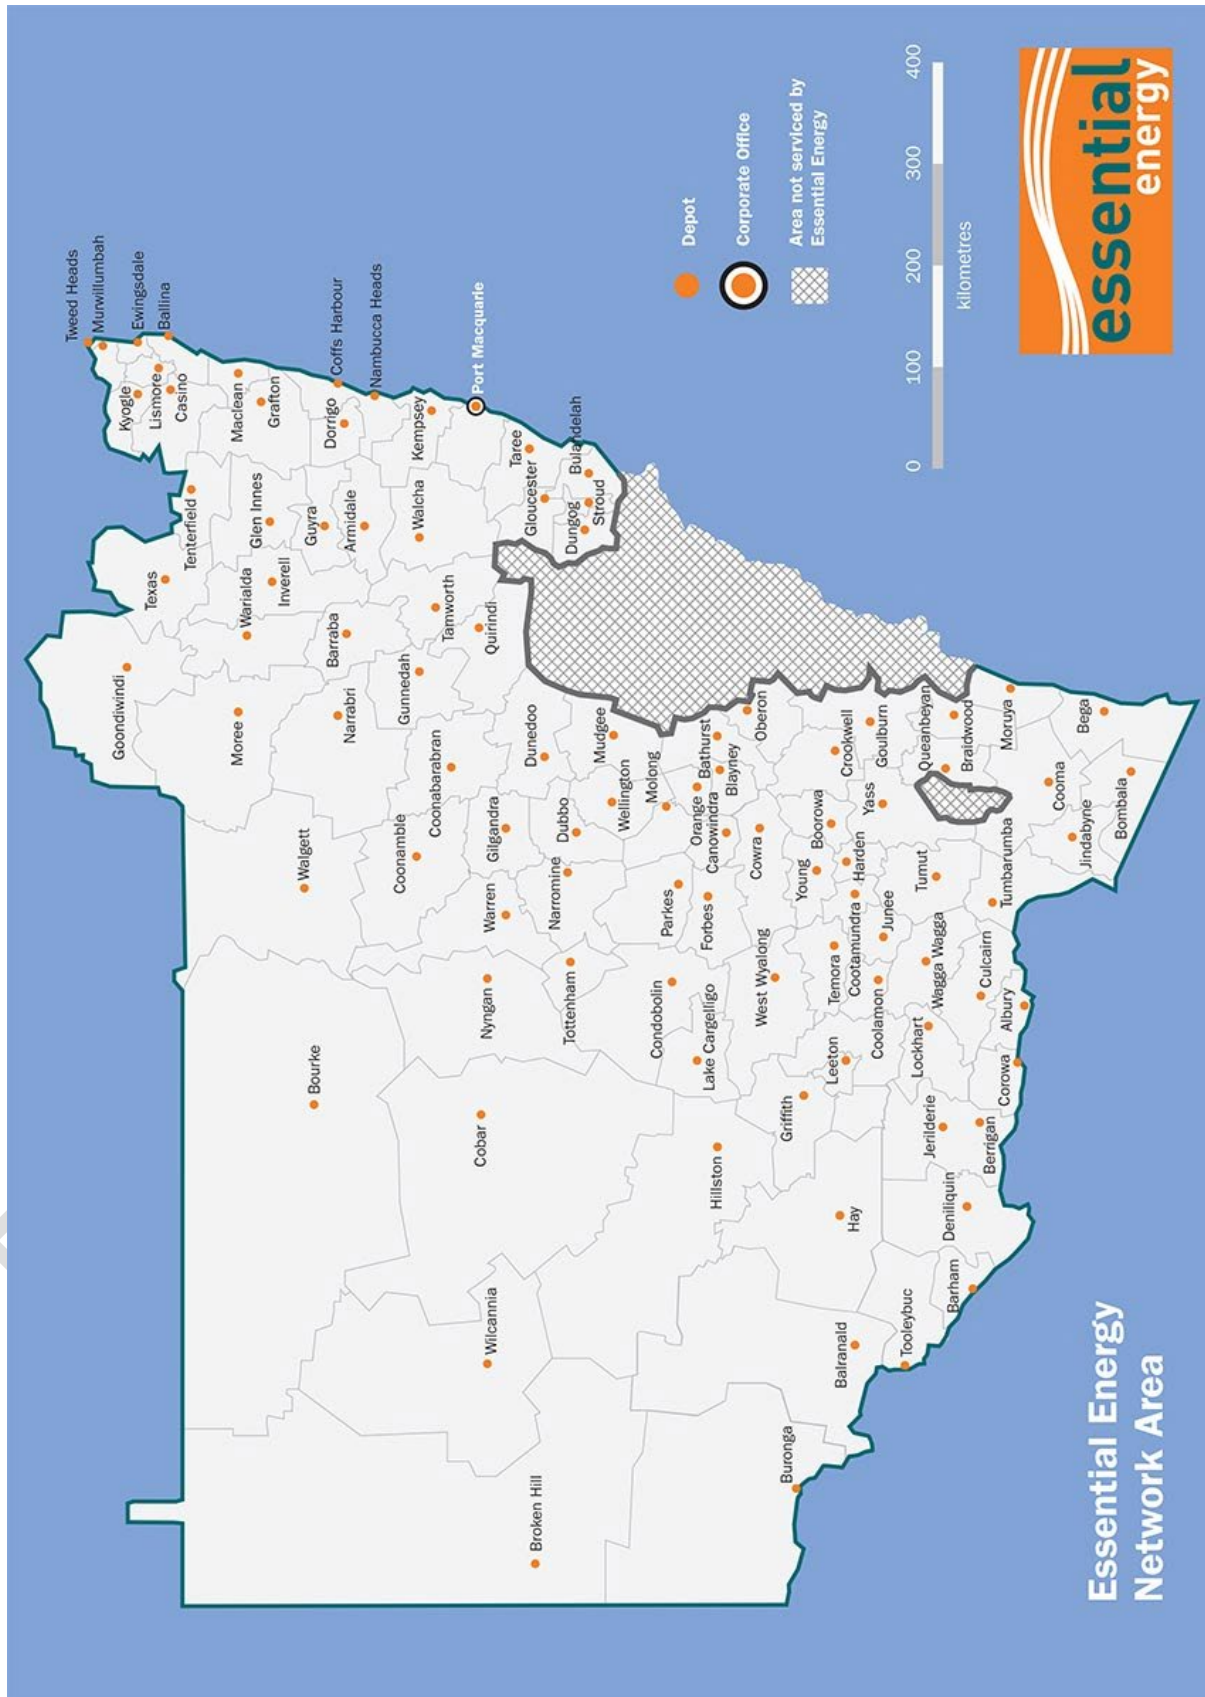 Tweed Heads
Murwillumbah
Ewingsdale
Ballina
Kyogle
Lismore
Casino
Maclean
Grafton
Coffs Harbour
Dorrigo
Nambucca Heads
Kempsey
Port Macquarie
Taree
Gloucester
Bulahdelah
Dungog
Stroud
Texas
Tenterfield
Glen Innes
Guyra
Armidale
Walcha
Warialda
Inverell
Barraba
Tamworth
Quirindi
Goondiwindi
Moree
Narrabri
Gunnedah
Coonabarabran
Dunedoo
Mudgee
Walgett
Coonamble
Gilgandra
Dubbo
Wellington
Molong
Warren
Narromine
Orange
Bathurst
Blayney
Oberon
Canowindra
Cowra
Parkes
Forbes
Nyngan
Tottenham
Condobolin
Lake Cargelligo
West Wyalong
Bourke
Cobar
Wilcannia
Broken Hill
Crookwell
Goulburn
Queanbeyan
Braidwood
Moruya
Bega
Boorowa
Yass
Young
Harden
Cootamundra
Junee
Tumut
Tumbarumba
Cooma
Jindabyne
Bombala
Temora
Coolamon
Wagga Wagga
Culcairn
Albury
Leeton
Lockhart
Corowa
Griffith
Hillston
Jerilderie
Berrigan
Hay
Deniliquin
Barham
Balranald
Tooleybuc
Buronga
Depot
Corporate Office
Area not serviced by
Essential Energy
0 100 200 300 400
kilometres
essential
energy
Essential Energy
Network Area